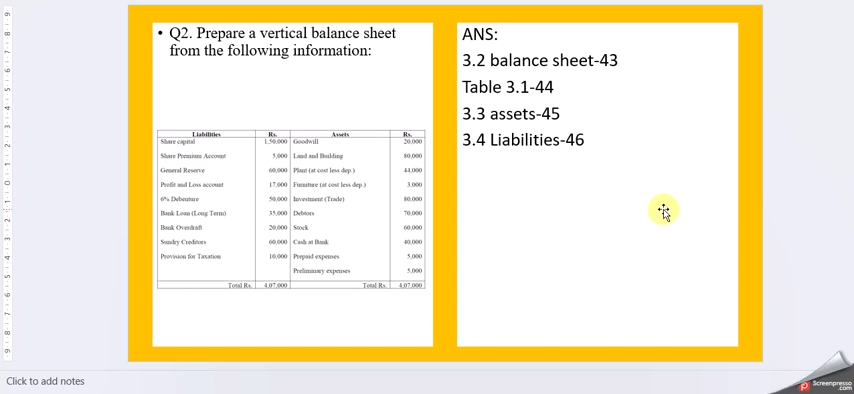 • Q2. Prepare a vertical balance sheet
from the following information:
Liabilities Rs. Assets Rs.
Share capital 1,50,000 Goodwill 20,000
Share Premium Account 5,000 Land and Building 80,000
General Reserve 60,000 Plant (at cost less dep.) 44,000
Profit and Loss account 17,000 Furniture (at cost less dep.) 3,000
6% Debenture 50,000 Investment (Trade) 80,000
Bank Loan (Long Term) 35,000 Debtors 70,000
Bank Overdraft 20,000 Stock 60,000
Sundry Creditors 60,000 Cash at Bank 40,000
Provision for Taxation 10,000 Prepaid expenses 5,000
Preliminary expenses 5,000
Total Rs. 4,07,000 Total Rs. 4,07,000
ANS:
3.2 balance sheet-43
Table 3.1-44
3.3 assets-45
3.4 Liabilities-46
Click to add notes
Screenpresso
.com